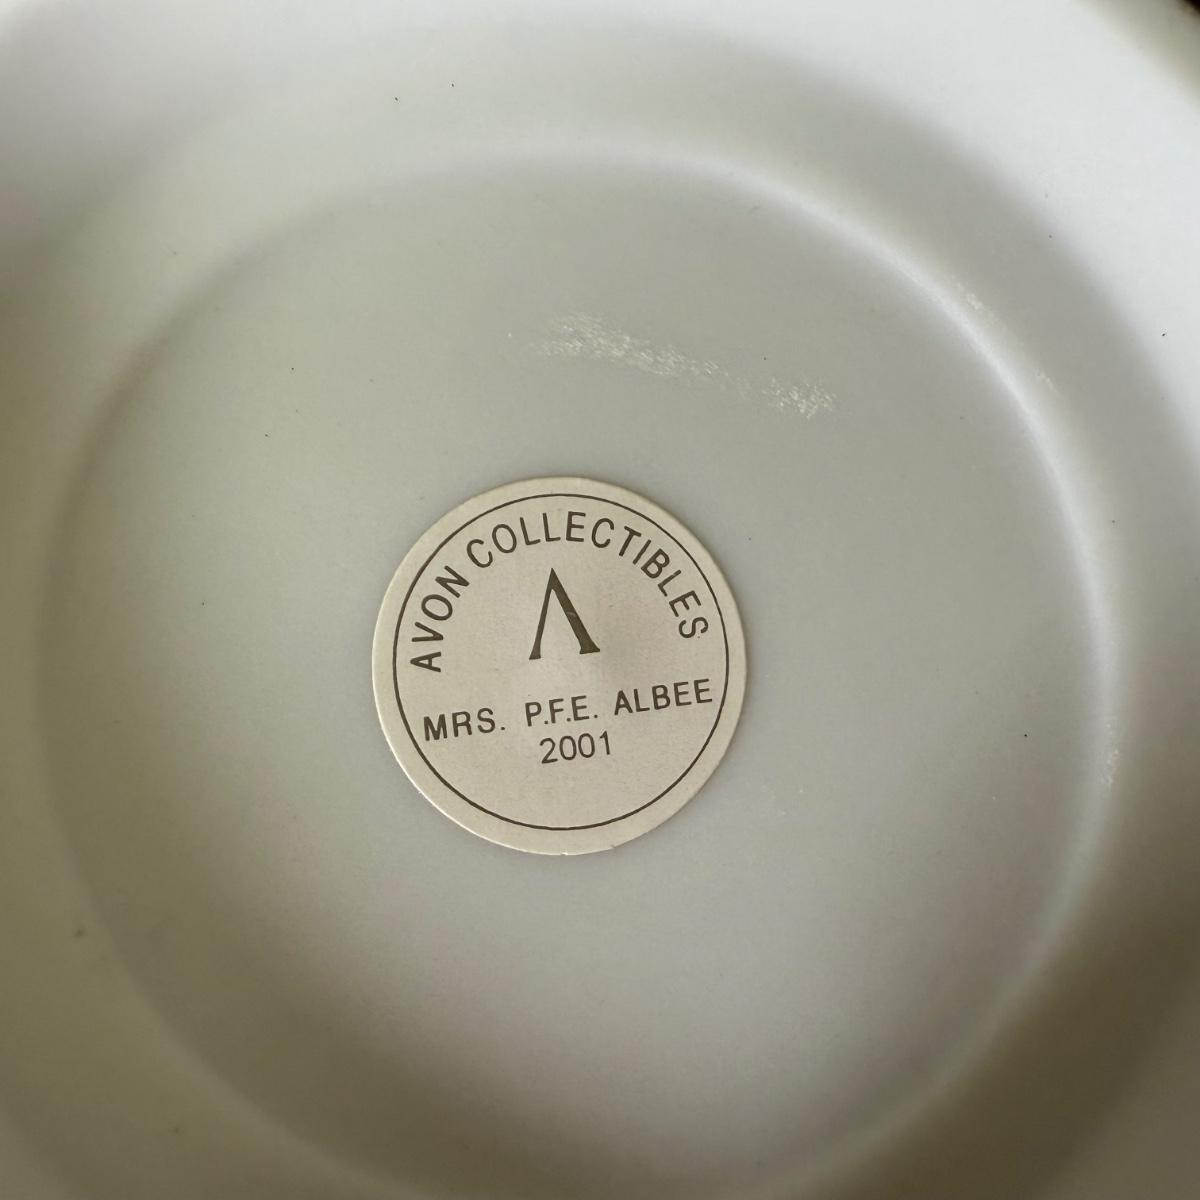 AVON COLLECTIBLES
MRS. P.F.E. ALBEE
2001